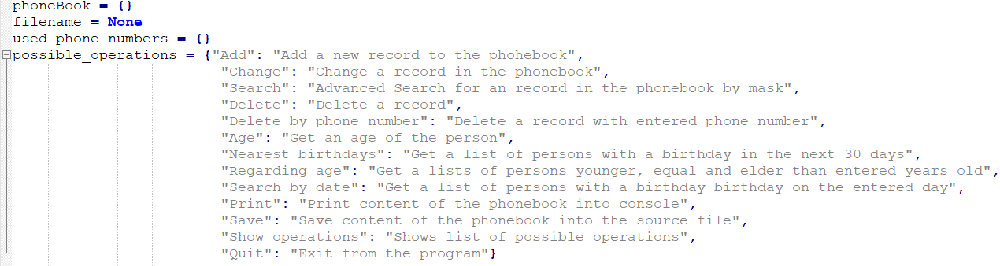 phoneBook = {}
filename = None
used_phone_numbers = {}
possible_operations = {"Add": "Add a new record to the phohebook",
"Change": "Change a record in the phonebook",
"Search": "Advanced Search for an record in the phonebook by mask",
"Delete": "Delete a record",
"Delete by phone number": "Delete a record with entered phone number",
"Age": "Get an age of the person",
"Nearest birthdays": "Get a list of persons with a birthday in the next 30 days",
"Regarding age": "Get a lists of persons younger, equal and elder than entered years old",
"Search by date": "Get a list of persons with a birthday birthday on the entered day",
"Print": "Print content of the phonebook into console",
"Save": "Save content of the phonebook into the source file",
"Show operations": "Shows list of possible operations",
"Quit": "Exit from the program"}